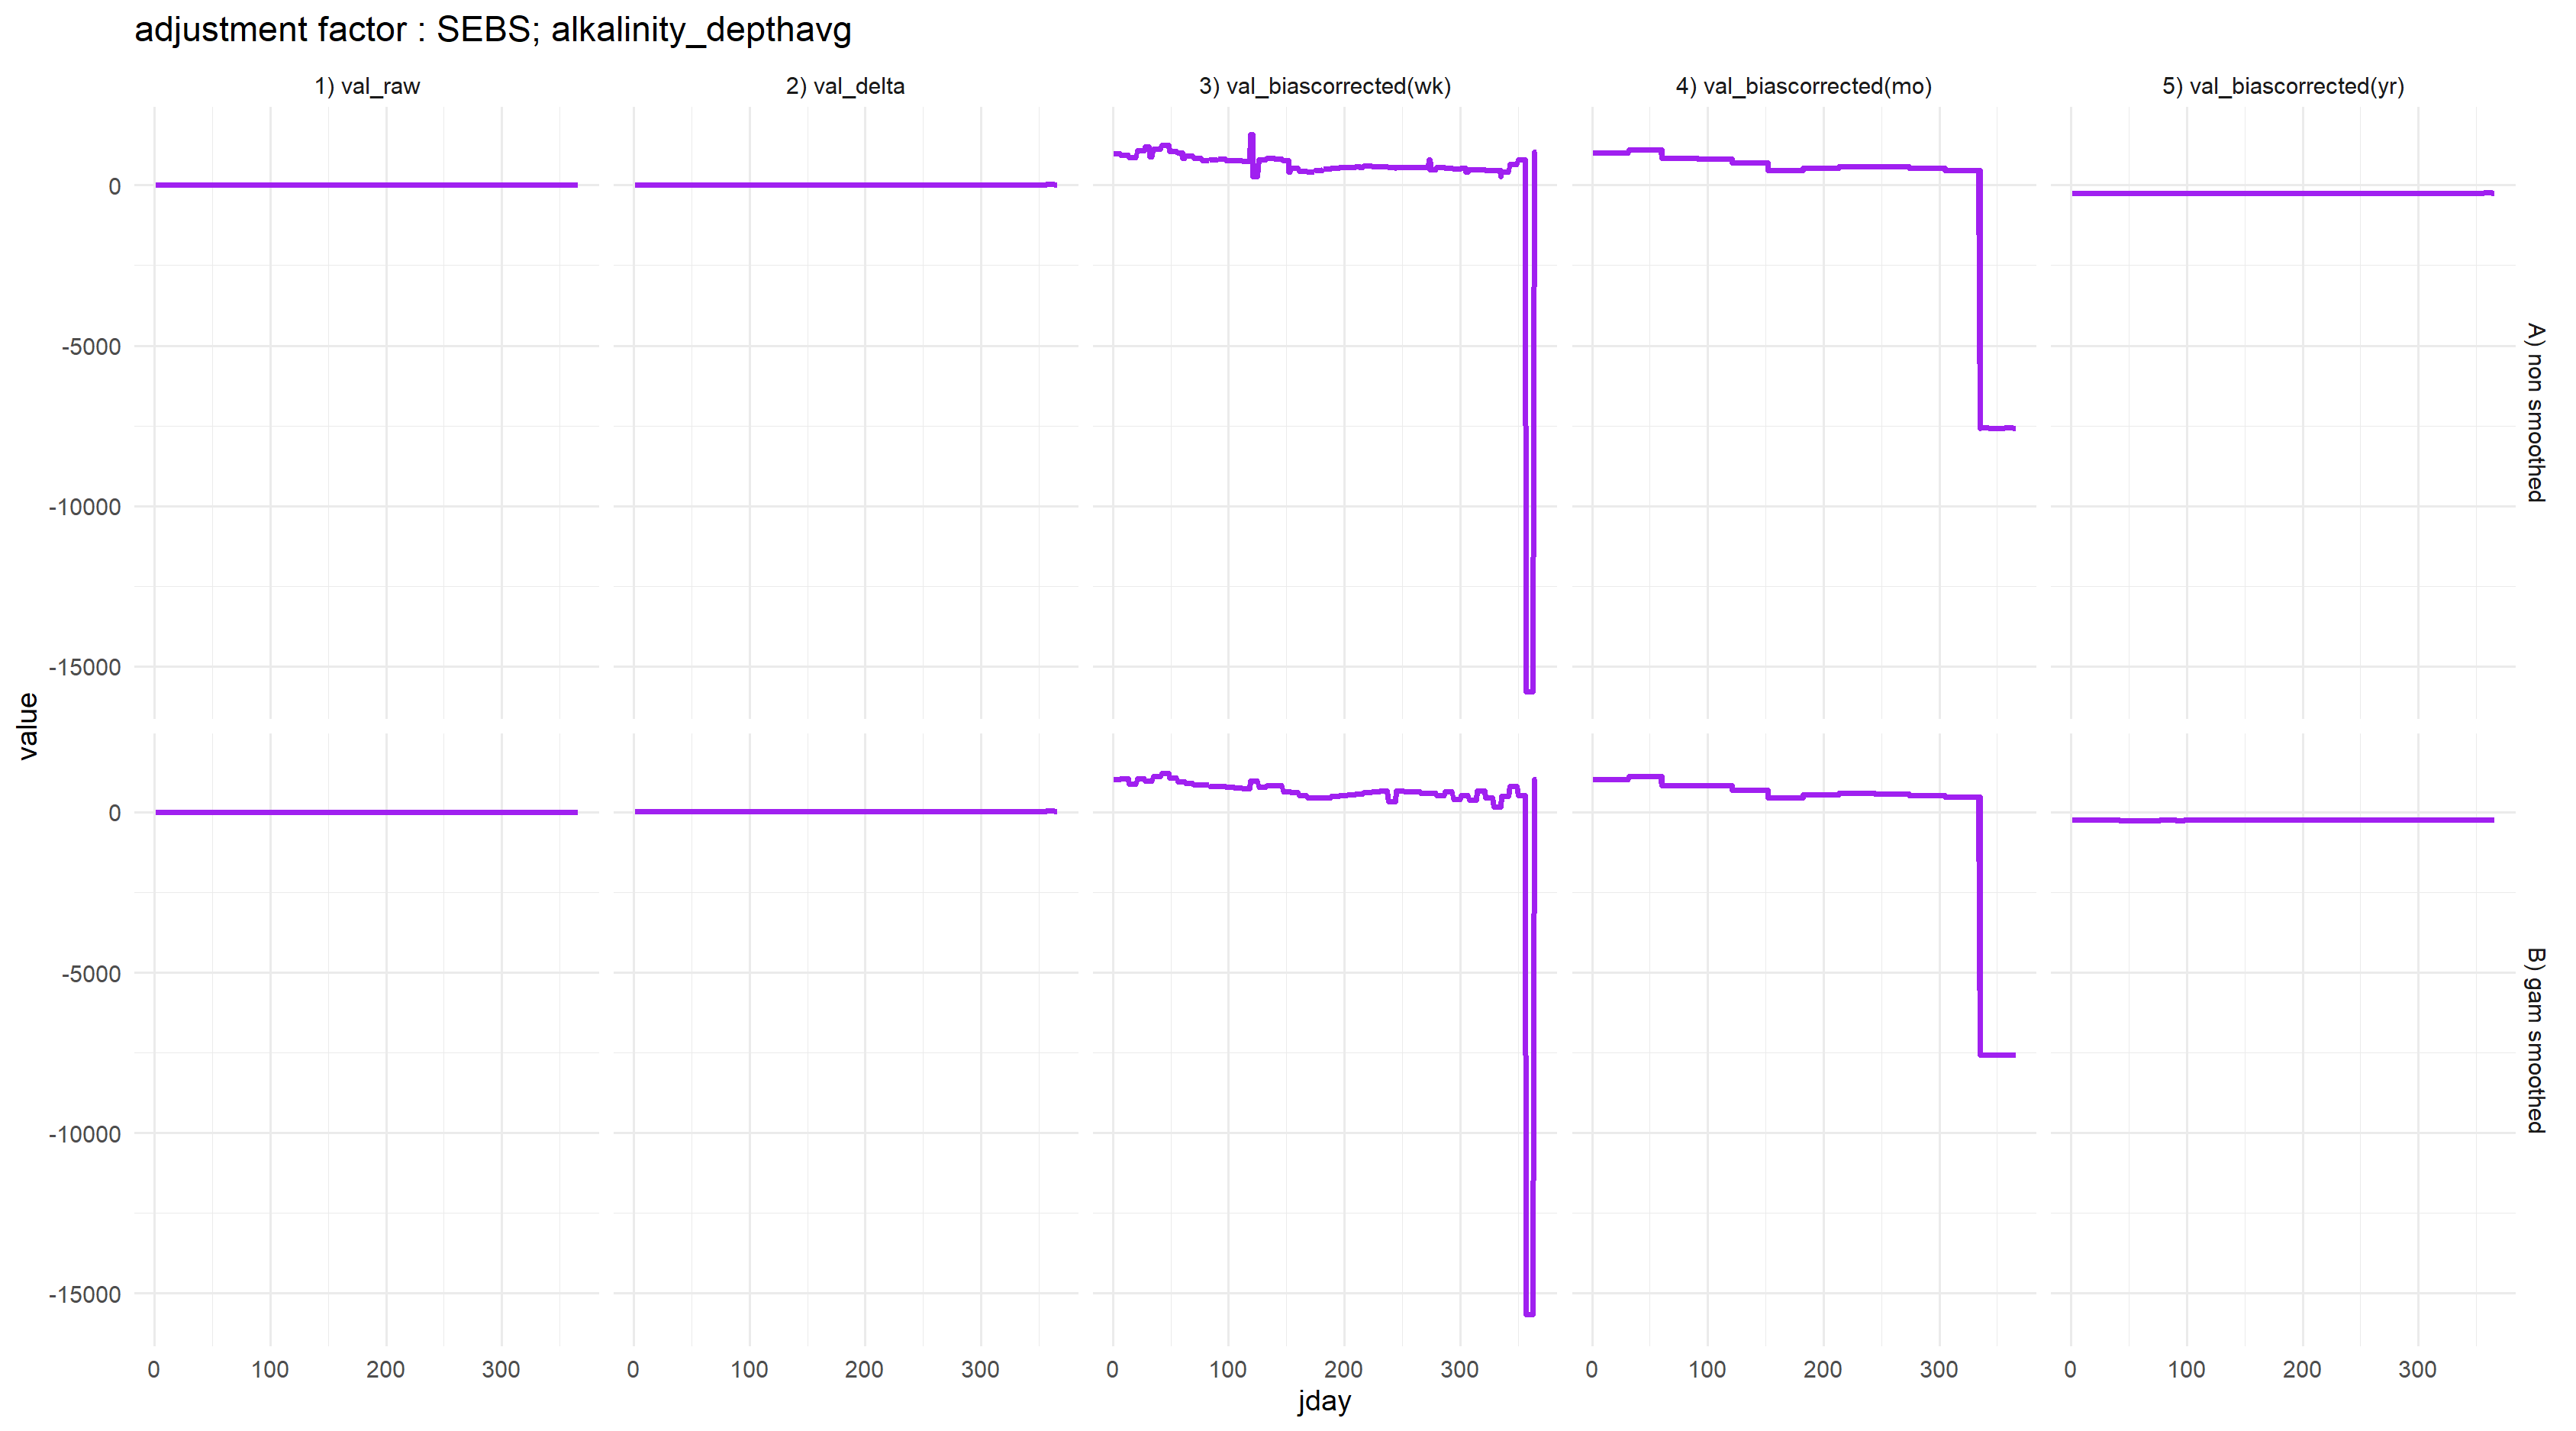 adjustment factor : SEBS; alkalinity_depthavg
1) val_raw
2) val_delta
3) val_biascorrected(wk)
4) val_biascorrected(mo)
5) val_biascorrected(yr)
0
-5000
-10000
-15000
A) non smoothed
value
0
-5000
-10000
-15000
B) gam smoothed
0 100 200 300
0 100 200 300
0 100 200 300
0 100 200 300
0 100 200 300
jday